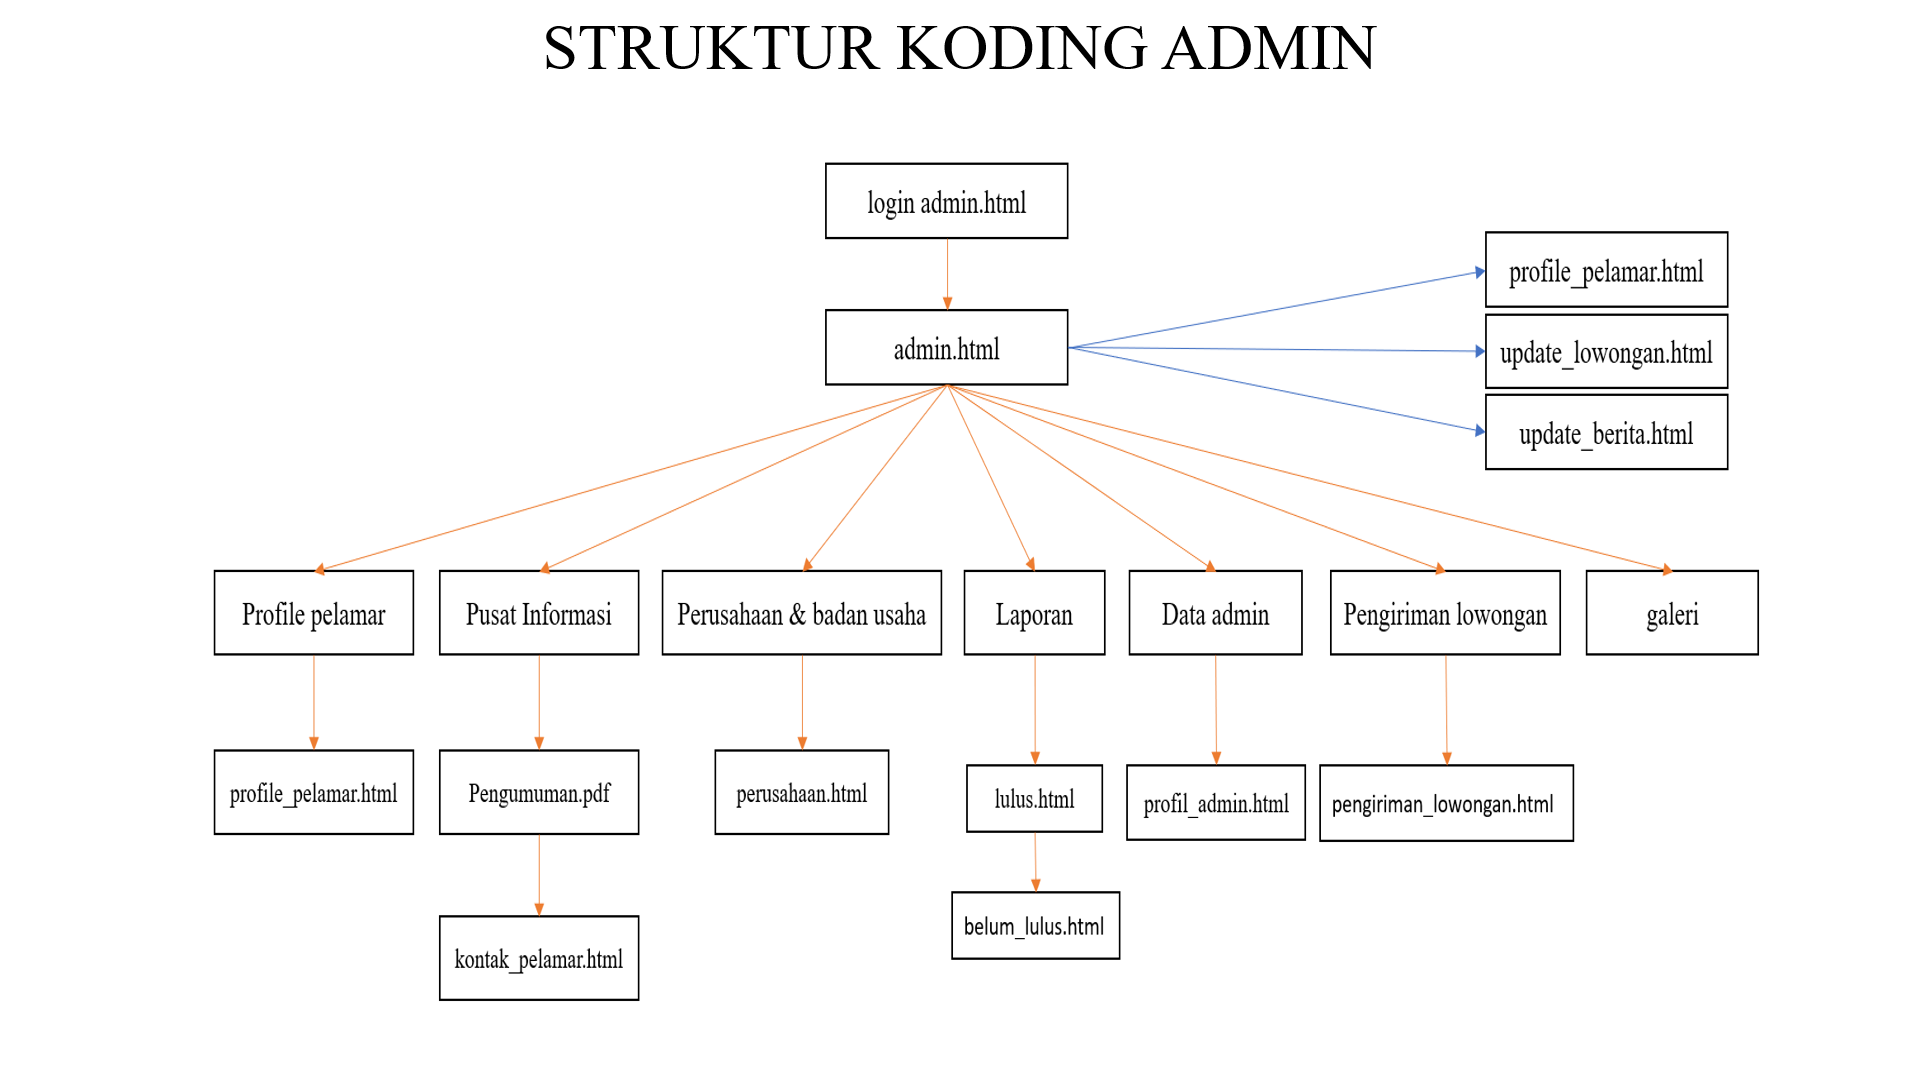 STRUKTUR KODING ADMIN
login admin.html
profile_pelamar.html
admin.html
update_lowongan.html
update_berita.html
Profile pelamar
Pusat Informasi
Perusahaan & badan usaha
Laporan
Data admin
Pengiriman lowongan
galeri
profile_pelamar.html
Pengumuman.pdf
perusahaan.html
lulus.html
profil_admin.html
pengiriman_lowongan.html
belum_lulus.html
kontak_pelamar.html